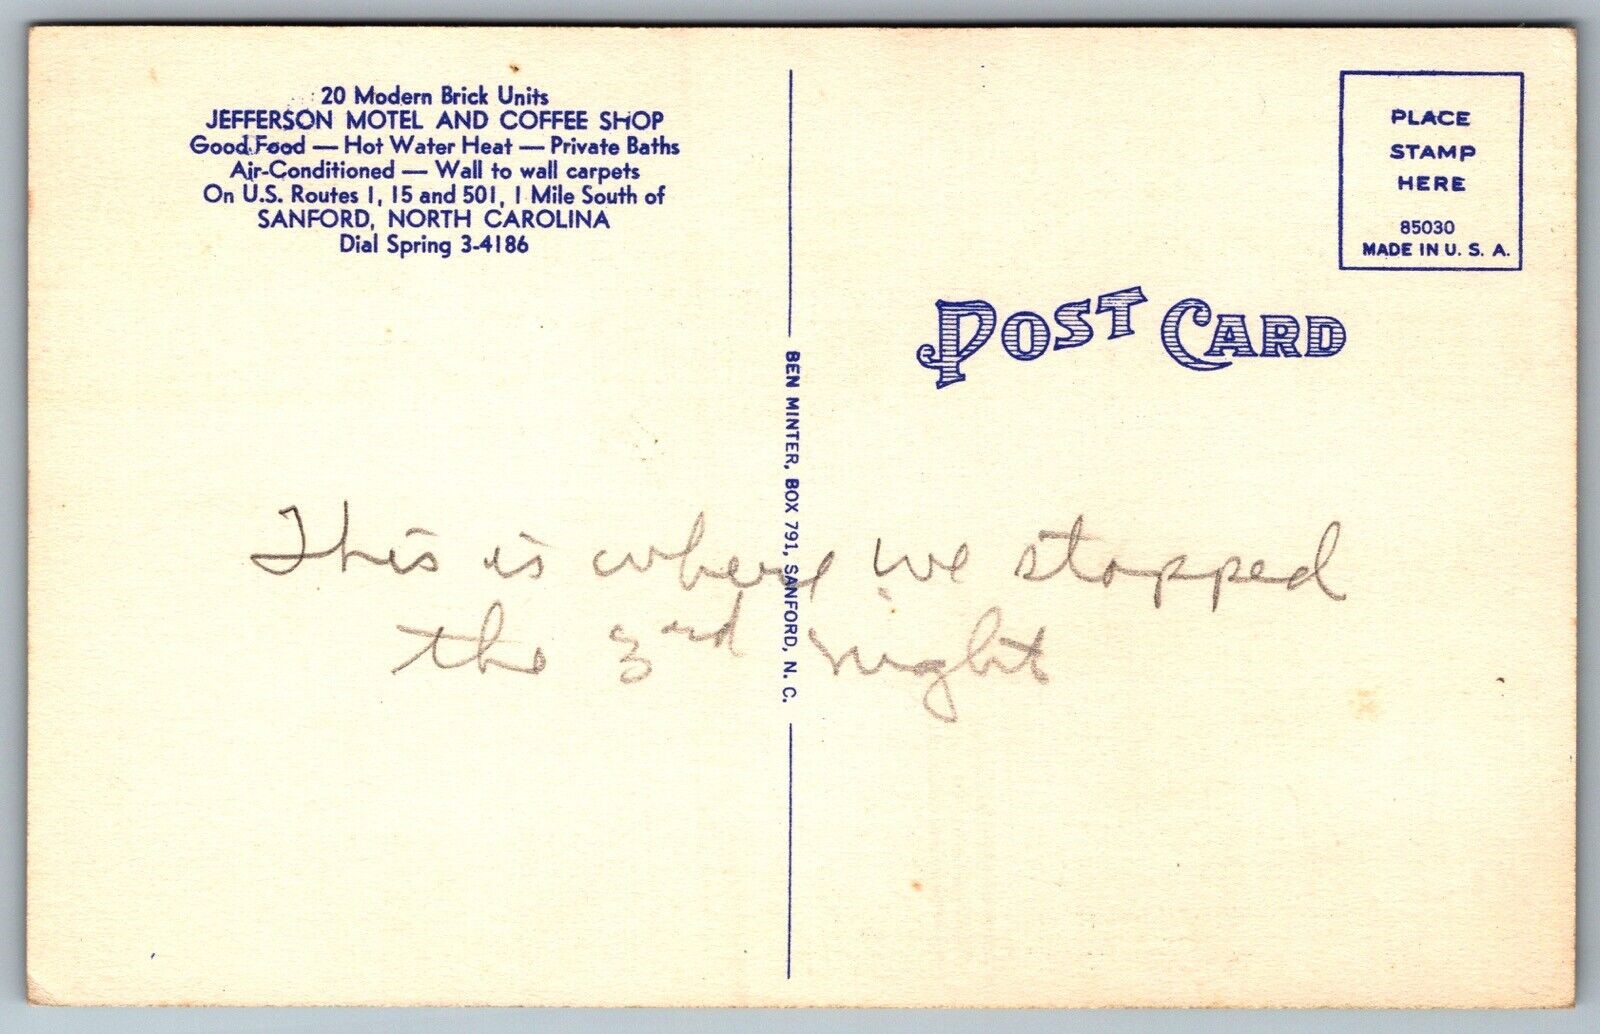 20 Modern Brick Units
JEFFERSON MOTEL AND COFFEE SHOP
Good Food — Hot Water Heat — Private Baths
Air-Conditioned — Wall to wall carpets
On U.S. Routes 1, 15 and 501, 1 Mile South of
SANFORD, NORTH CAROLINA
Dial Spring 3-4186
BEN MINTER, BOX 791, SANFORD, N. C.
PLACE
STAMP
HERE
85030
MADE IN U. S. A.
POST CARD
This is where we stopped
the 3rd night